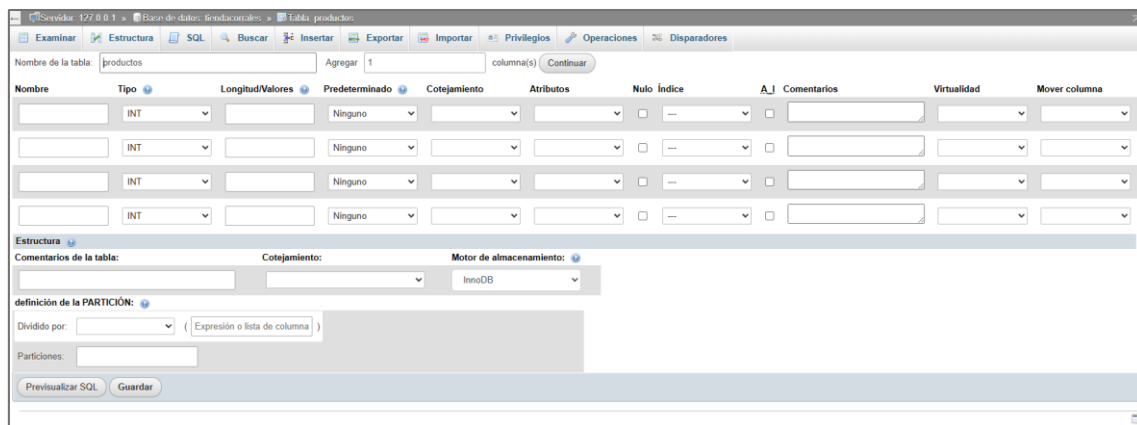 Servidor: 127.0.0.1 » Base de datos: tiendacorrales » Tabla: productos
Examinar Estructura SQL Buscar Insertar Exportar Importar Privilegios Operaciones Disparadores
Nombre de la tabla: productos Agregar 1 columna(s) Continuar
Nombre Tipo Longitud/Valores Predeterminado Cotejamiento Atributos Nulo Índice A_I Comentarios Virtualidad Mover columna
INT Ninguno ---
INT Ninguno ---
INT Ninguno ---
INT Ninguno ---
Estructura
Comentarios de la tabla: Cotejamiento: Motor de almacenamiento:
InnoDB
definición de la PARTICIÓN:
Dividido por: ( Expresión o lista de columna )
Particiones:
Previsualizar SQL Guardar